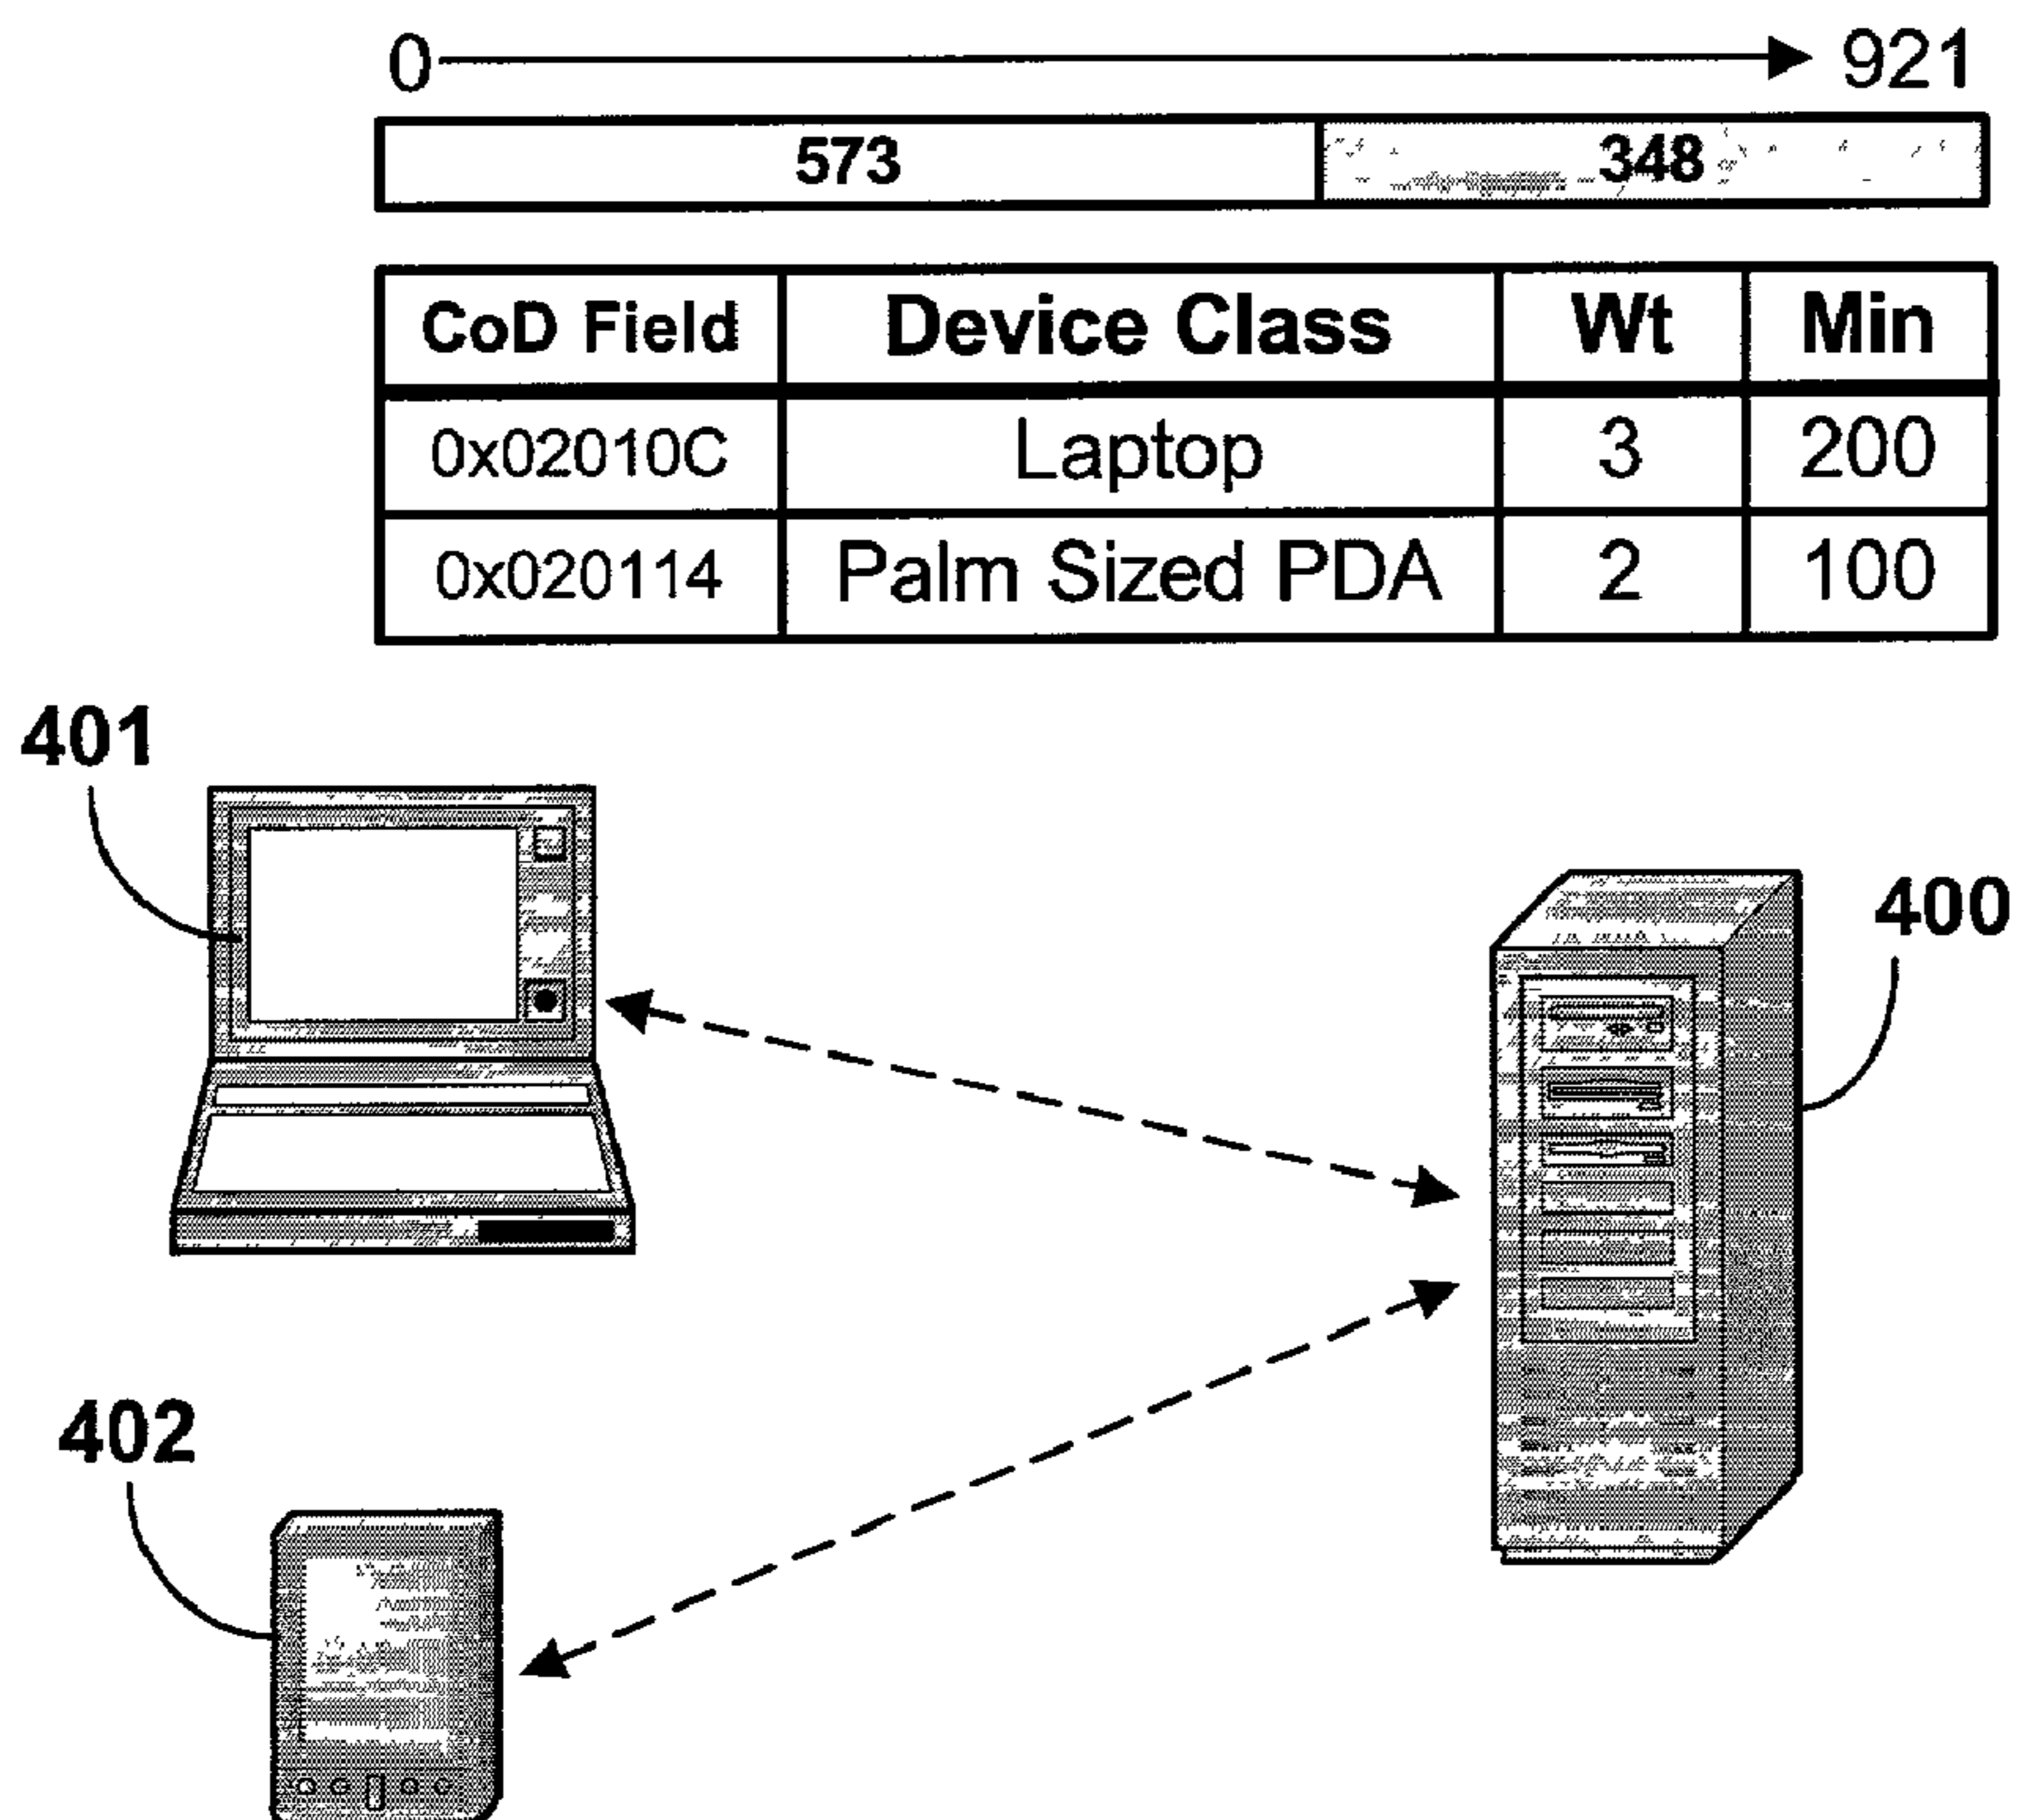 0 921
573 348
CoD Field Device Class Wt Min
0x02010C Laptop 3 200
0x020114 Palm Sized PDA 2 100
401
400
402